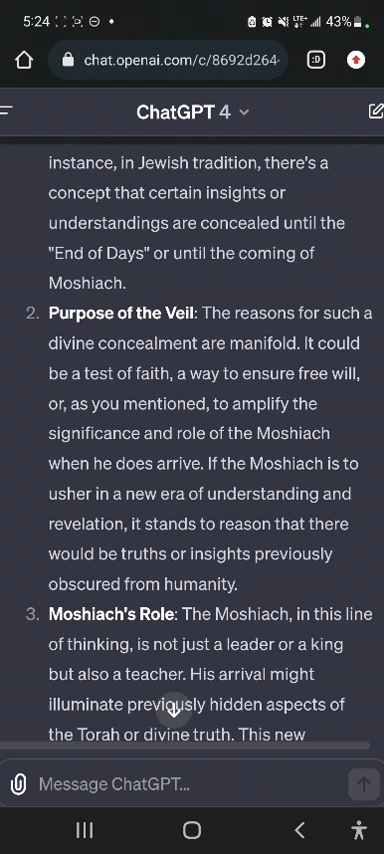 5:24
LTE+
43%
chat.openai.com/c/8692d264-
:D
ChatGPT 4
instance, in Jewish tradition, there's a
concept that certain insights or
understandings are concealed until the
"End of Days" or until the coming of
Moshiach.
2. Purpose of the Veil: The reasons for such a
divine concealment are manifold. It could
be a test of faith, a way to ensure free will,
or, as you mentioned, to amplify the
significance and role of the Moshiach
when he does arrive. If the Moshiach is to
usher in a new era of understanding and
revelation, it stands to reason that there
would be truths or insights previously
obscured from humanity.
3. Moshiach's Role: The Moshiach, in this line
of thinking, is not just a leader or a king
but also a teacher. His arrival might
illuminate previously hidden aspects of
the Torah or divine truth. This new
Message ChatGPT...